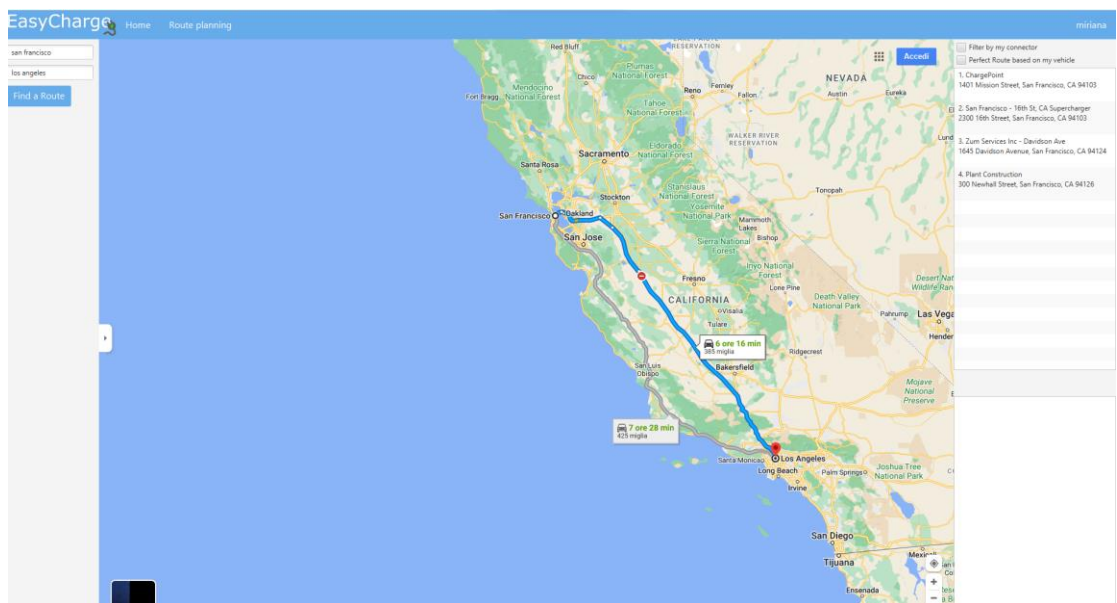 EasyCharge
Home
Route planning
miriana
san francisco
los angeles
Find a Route
Accedi
Red Bluff
RESERVATION
Plumas
National Forest
Chico
Mendocino
National Forest
Fort Bragg
Reno
Fernley
Fallon
NEVADA
Austin
Eureka
Tahoe
National Forest
WALKER RIVER
RESERVATION
Eldorado
National Forest
Sacramento
Santa Rosa
Stanislaus
National Forest
Stockton
Tonopah
Yosemite
National Park
San Francisco
Oakland
Mammoth
Lakes
San Jose
Bishop
Sierra National
Forest
Inyo National
Forest
Fresno
Lone Pine
CALIFORNIA
Death Valley
National Park
Desert Nat
Wildlife Ran
Visalia
Tulare
Pahrump
Las Vega
Hender
6 ore 16 min
385 miglia
Ridgecrest
San Luis
Obispo
Bakersfield
Mojave
National
Preserve
7 ore 28 min
425 miglia
Santa Monica
Los Angeles
Long Beach
Palm Springs
Joshua Tree
National Park
Irvine
San Diego
Tijuana
Mexicali
Ensenada
Filter by my connector
Perfect Route based on my vehicle
1. ChargePoint
1401 Mission Street, San Francisco, CA 94103
2. San Francisco - 16th St, CA Supercharger
2300 16th Street, San Francisco, CA 94103
3. Zum Services Inc - Davidson Ave
1645 Davidson Avenue, San Francisco, CA 94124
4. Plant Construction
300 Newhall Street, San Francisco, CA 94126